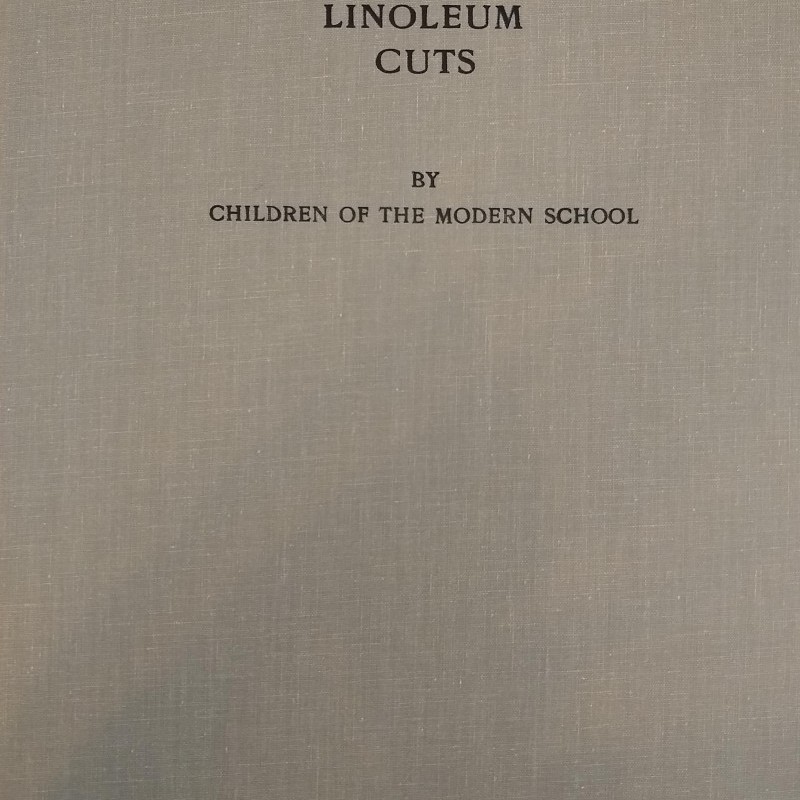 LINOLEUM
CUTS
BY
CHILDREN OF THE MODERN SCHOOL